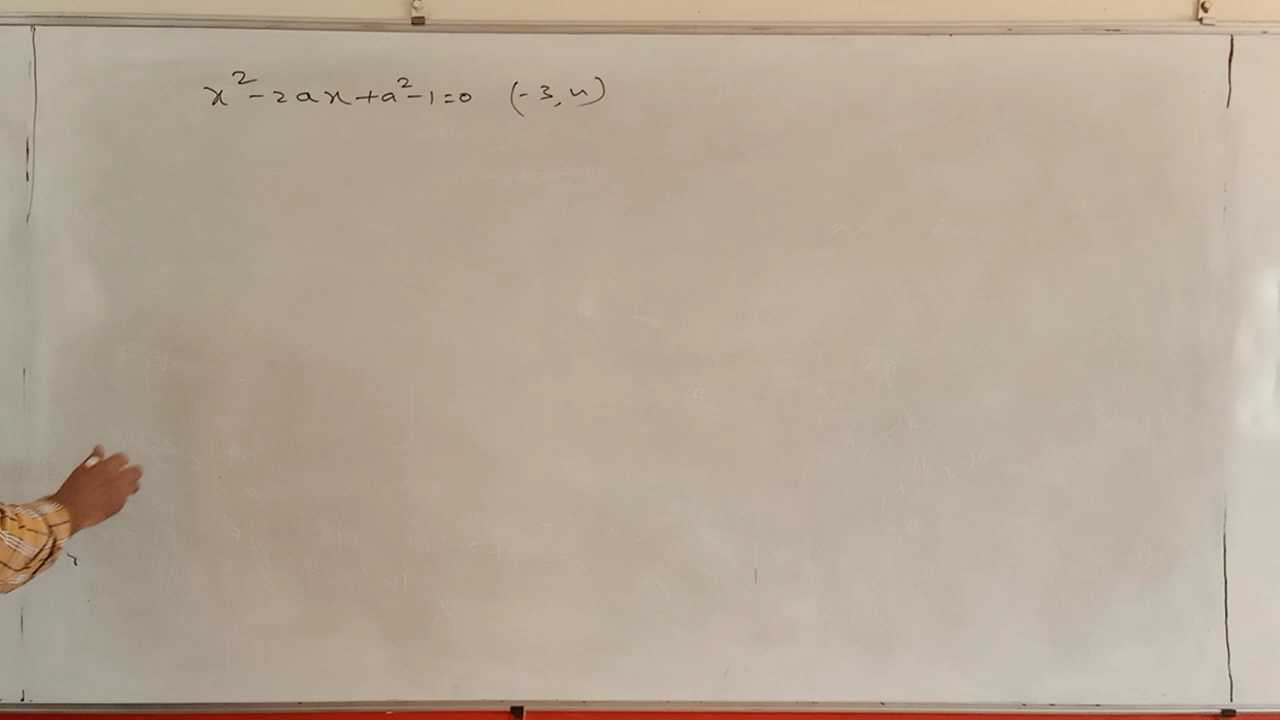 x² - 2ax + a² - 1 = 0 (-3, 4)